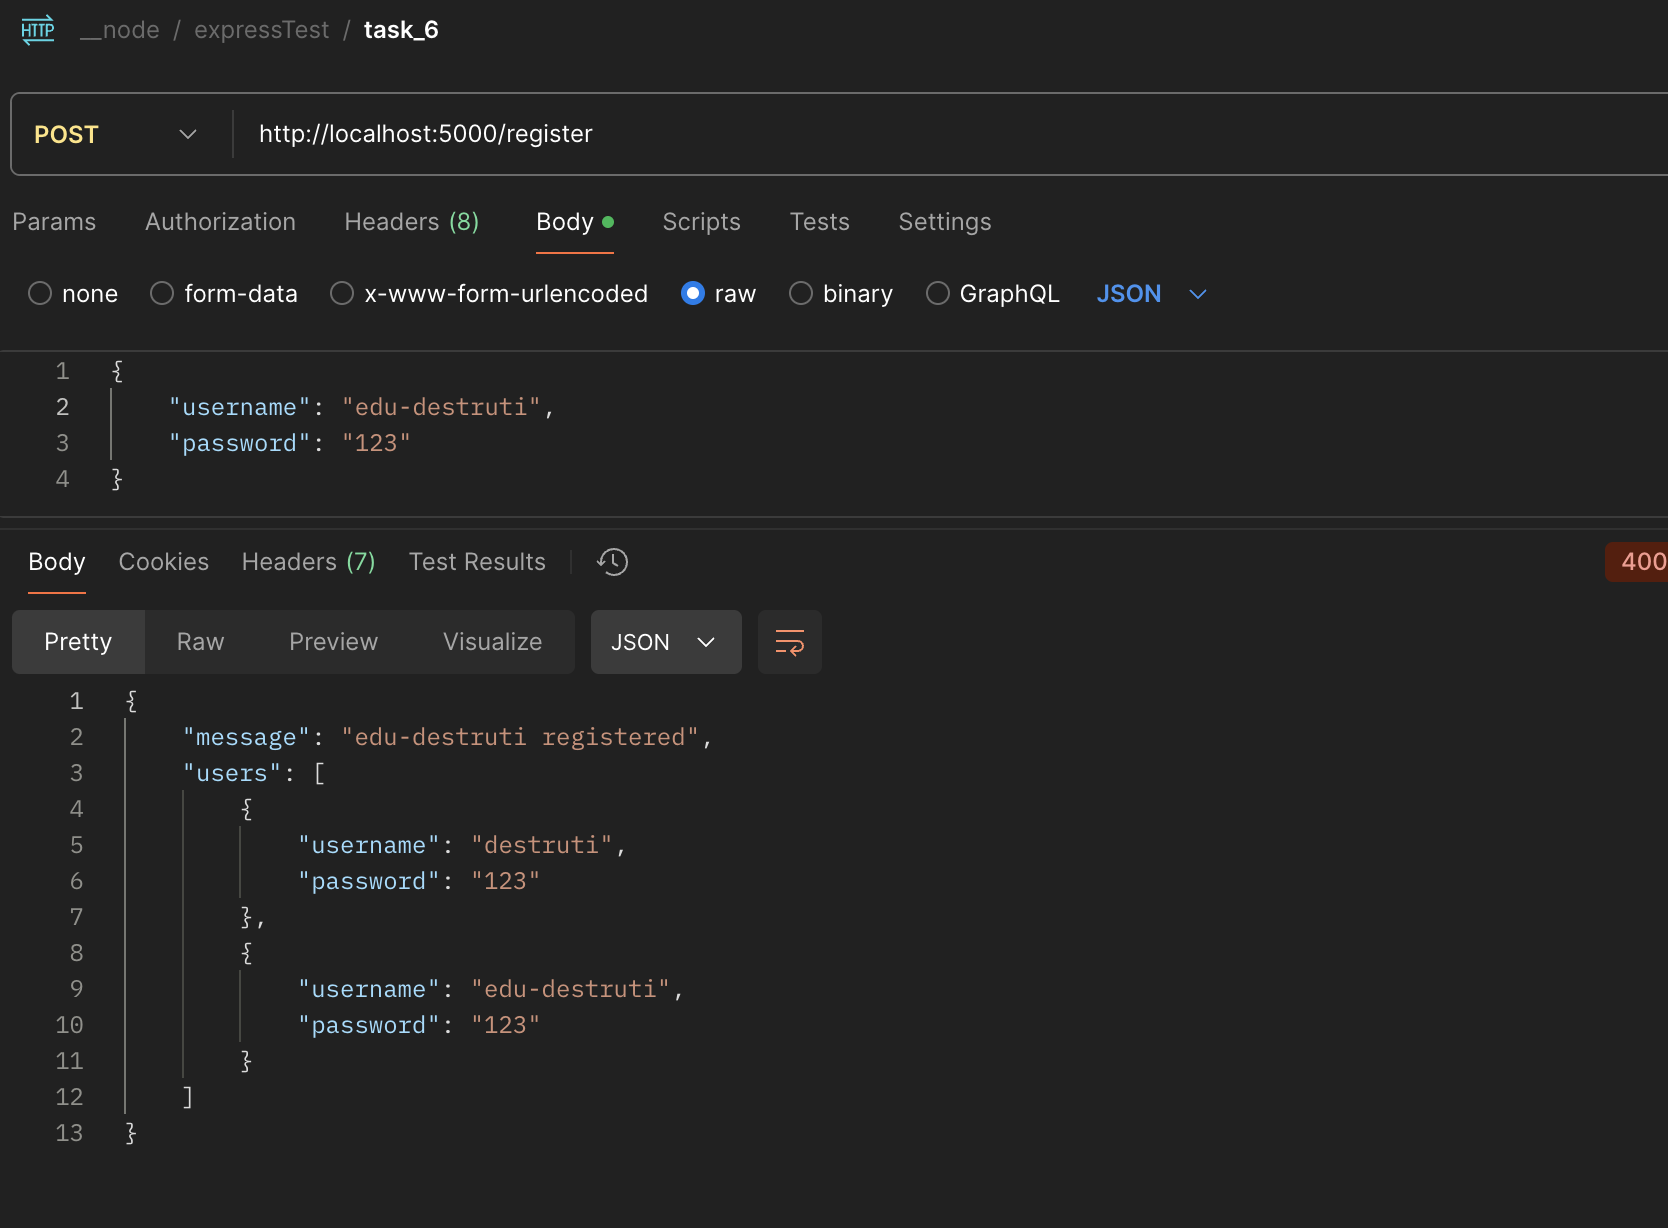 HTTP __node / expressTest / task_6
POST http://localhost:5000/register
Params Authorization Headers (8) Body Scripts Tests Settings
none form-data x-www-form-urlencoded raw binary GraphQL JSON
1 {
2 "username": "edu-destruti",
3 "password": "123"
4 }
Body Cookies Headers (7) Test Results 400
Pretty Raw Preview Visualize JSON
1 {
2 "message": "edu-destruti registered",
3 "users": [
4 {
5 "username": "destruti",
6 "password": "123"
7 },
8 {
9 "username": "edu-destruti",
10 "password": "123"
11 }
12 ]
13 }